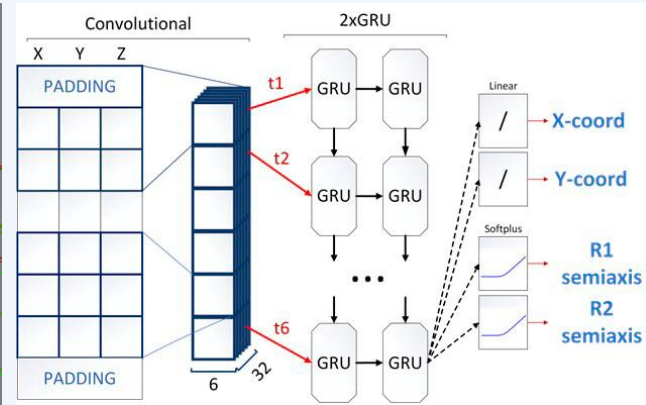 Convolutional
2xGRU
X Y Z
PADDING
t1
GRU GRU
Linear
/
X-coord
t2
GRU GRU
/
Y-coord
Softplus
R1
semiaxis
...
R2
semiaxis
t6
GRU GRU
PADDING
6
32